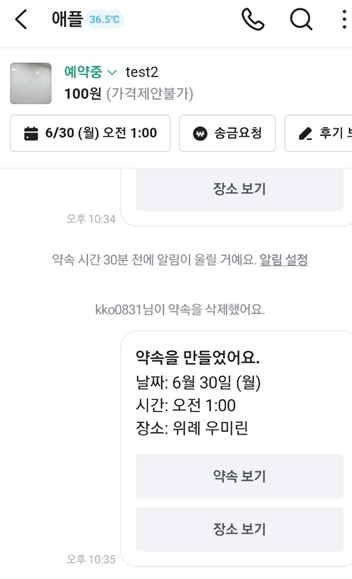 애플 36.5℃
예약중 test2
100원 (가격제안불가)
6/30 (월) 오전 1:00 송금요청 후기 보
장소 보기
오후 10:34
약속 시간 30분 전에 알림이 울릴 거예요. 알림 설정
kko0831님이 약속을 삭제했어요.
약속을 만들었어요.
날짜: 6월 30일 (월)
시간: 오전 1:00
장소: 위례 우미린
약속 보기
장소 보기
오후 10:35